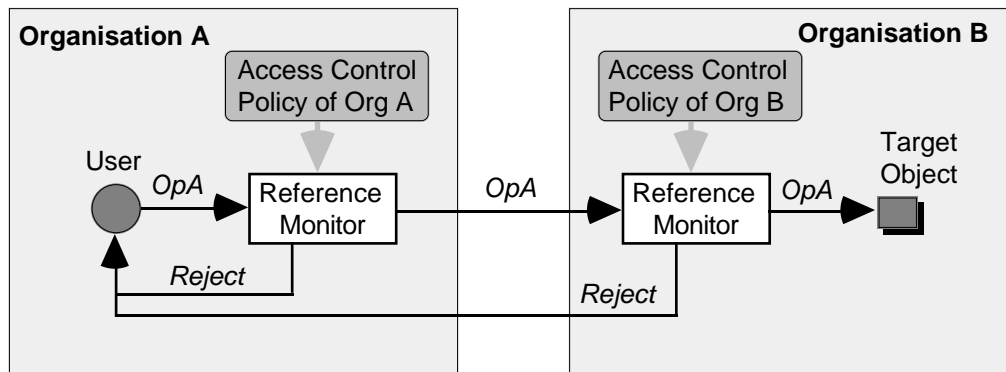 Organisation A
Organisation B
Access Control
Policy of Org A
Access Control
Policy of Org B
User
Target
Object
OpA
Reference
Monitor
OpA
Reference
Monitor
OpA
Reject
Reject